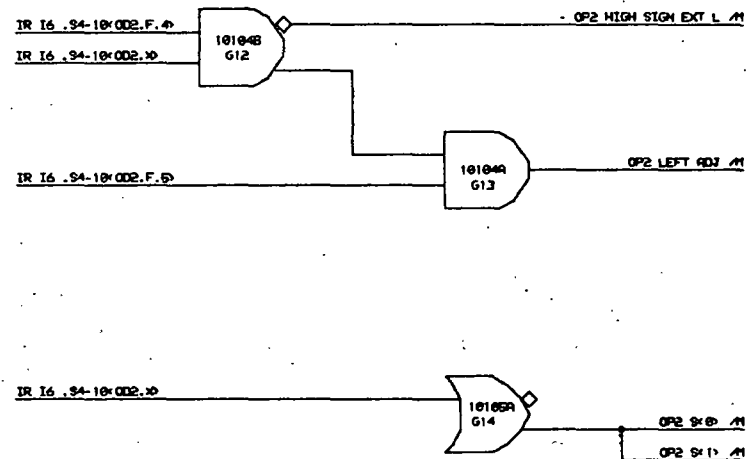 - OP2 HIGH SIGN EXT L /M
IR I6 .S4-10<OD2.F.4>
10104B
G12
IR I6 .S4-10<OD2.X>
OP2 LEFT ADJ /M
10104A
G13
IR I6 .S4-10<OD2.F.5>
IR I6 .S4-10<OD2.X>
10105A
G14
OP2 S<0> /M
OP2 S<1> /M